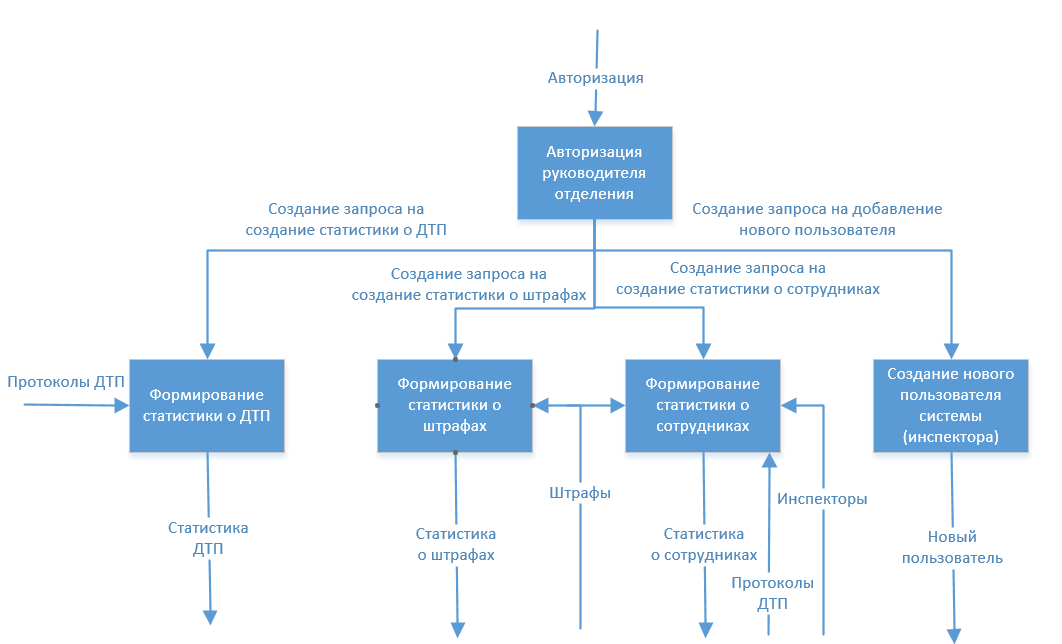 Авторизация
Авторизация
руководителя
отделения
Создание запроса на
создание статистики о ДТП
Создание запроса на добавление
нового пользователя
Создание запроса на
создание статистики о штрафах
Создание запроса на
создание статистики о сотрудниках
Протоколы ДТП
Формирование
статистики о ДТП
Формирование
статистики о
штрафах
Формирование
статистики о
сотрудниках
Создание нового
пользователя
системы
(инспектора)
Штрафы
Инспекторы
Статистика
ДТП
Статистика
о штрафах
Статистика
о сотрудниках
Протоколы
ДТП
Новый
пользователь